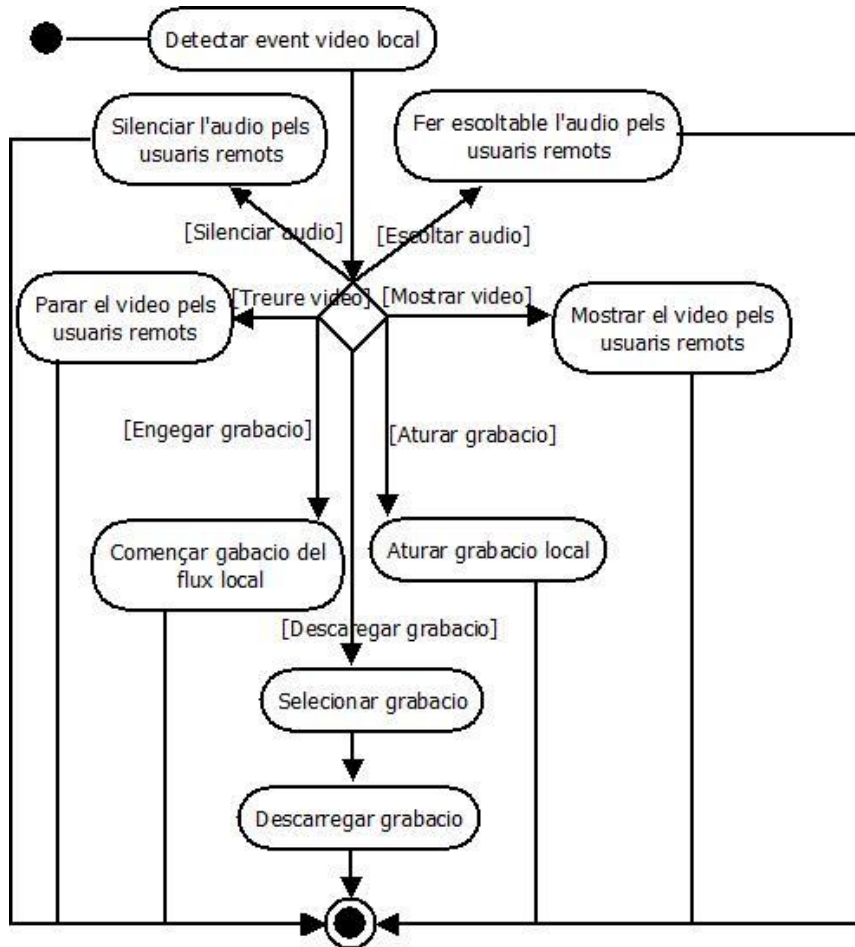 Detectar event video local
Silenciar l'audio pels
usuaris remots
Fer escoltable l'audio pels
usuaris remots
[Silenciar audio]
[Escoltar audio]
Parar el video pels
usuaris remots
[Treure video]
[Mostrar video]
Mostrar el video pels
usuaris remots
[Engegar grabacio]
[Aturar grabacio]
Començar gabacio del
flux local
Aturar grabacio local
[Descaregar grabacio]
Selecionar grabacio
Descarregar grabacio